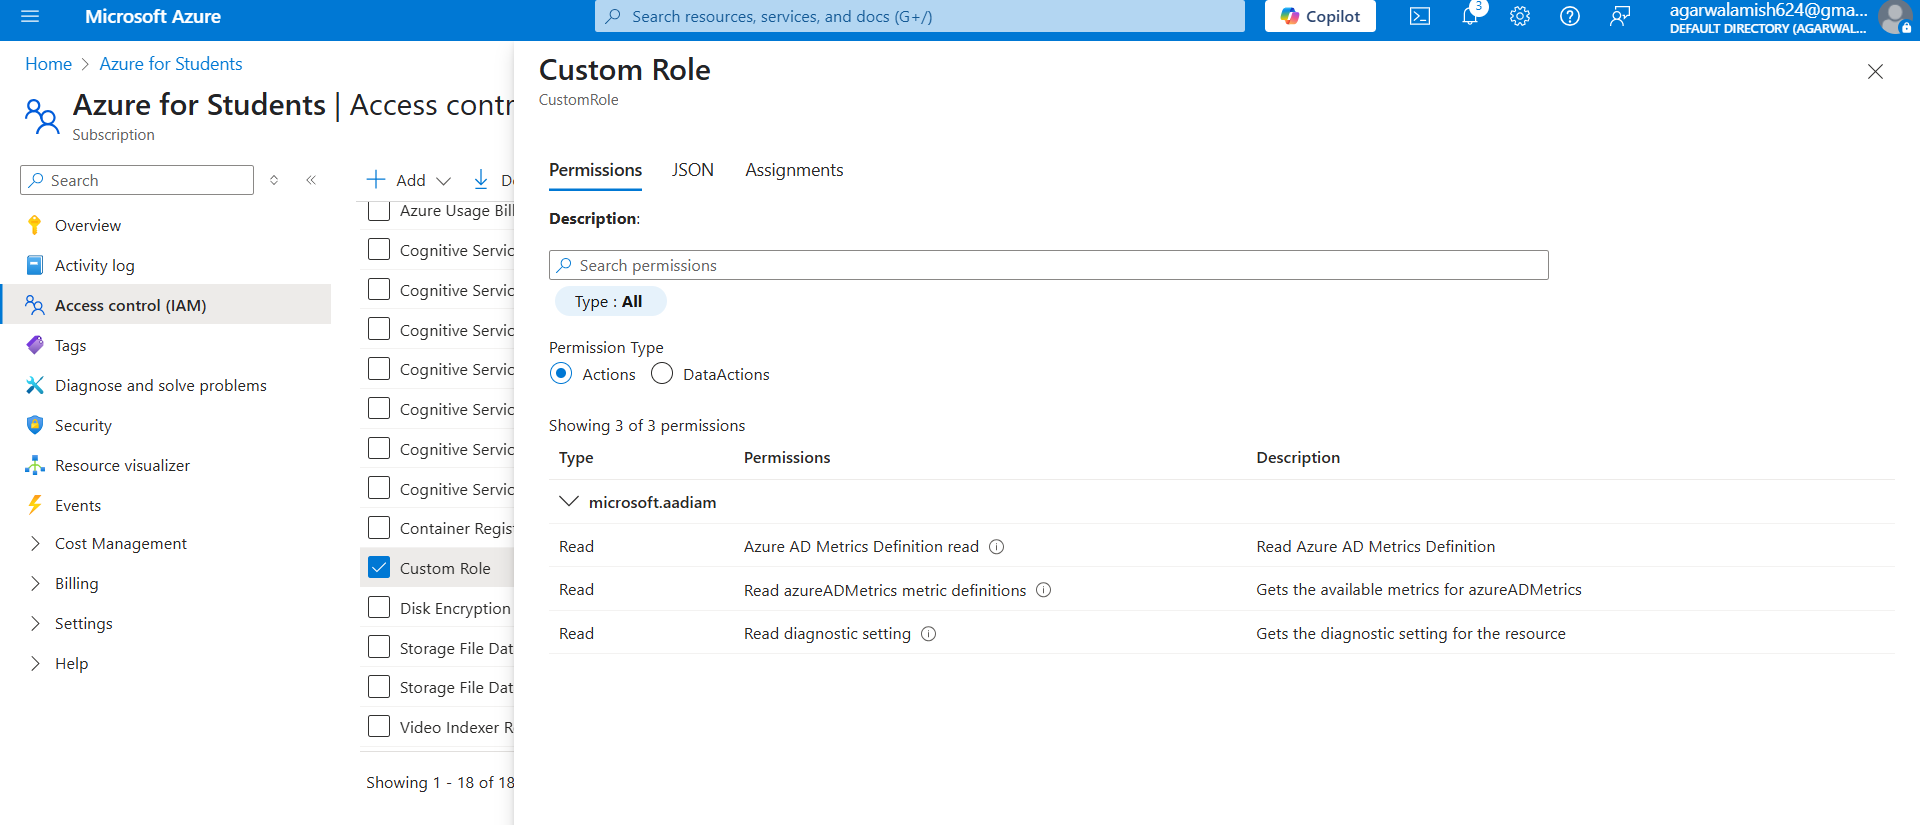 Microsoft Azure
Search resources, services, and docs (G+/)
Copilot
3
agarwalamish624@gma...
DEFAULT DIRECTORY (AGARWAL...
Home > Azure for Students
Azure for Students | Access contr
Subscription
Search
Overview
Activity log
Access control (IAM)
Tags
Diagnose and solve problems
Security
Resource visualizer
Events
Cost Management
Billing
Settings
Help
Add
Azure Usage Bil
Cognitive Servic
Cognitive Servic
Cognitive Servic
Cognitive Servic
Cognitive Servic
Cognitive Servic
Cognitive Servic
Container Regis
Custom Role
Disk Encryption
Storage File Dat
Storage File Dat
Video Indexer R
Showing 1 - 18 of 18
Custom Role
CustomRole
Permissions JSON Assignments
Description:
Search permissions
Type : All
Permission Type
Actions DataActions
Showing 3 of 3 permissions
Type Permissions Description
microsoft.aadiam
Read Azure AD Metrics Definition read Read Azure AD Metrics Definition
Read Read azureADMetrics metric definitions Gets the available metrics for azureADMetrics
Read Read diagnostic setting Gets the diagnostic setting for the resource